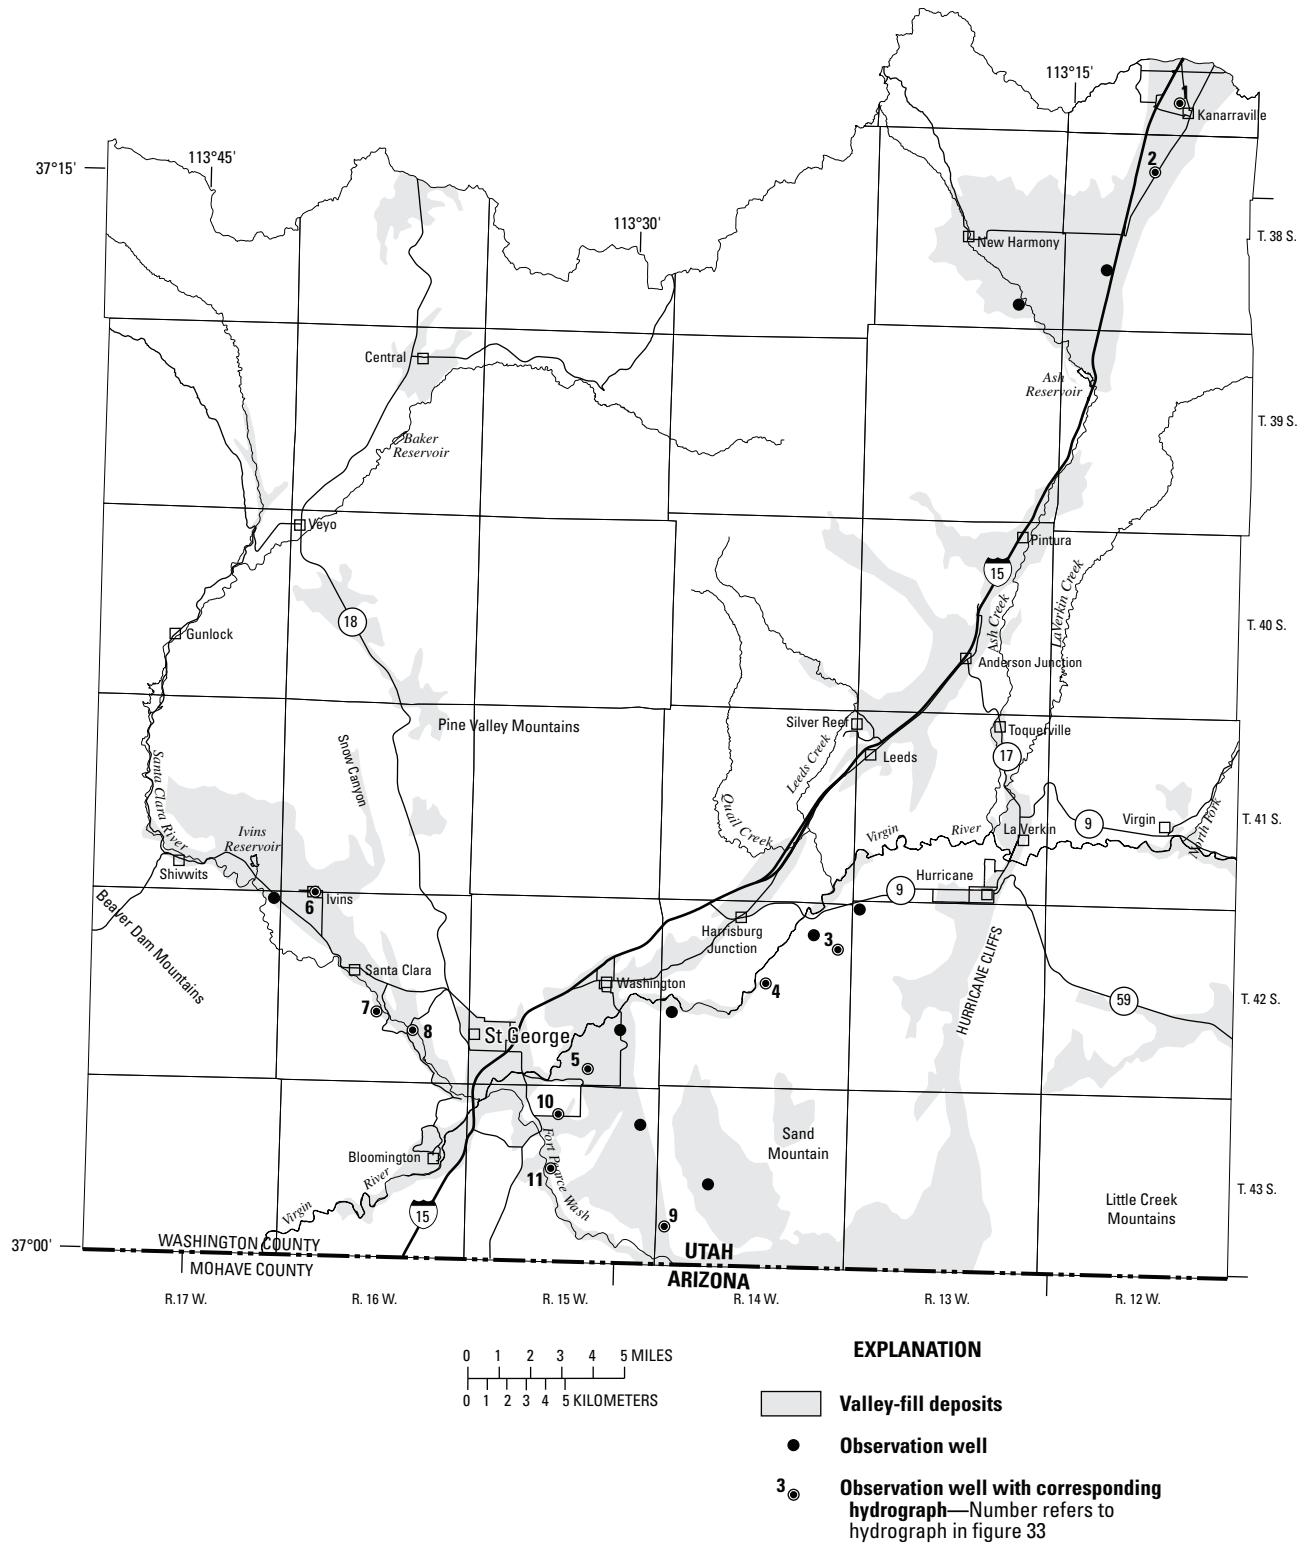 113°15'
1
Kanarraville
37°15'
113°45'
2
113°30'
New Harmony
T. 38 S.
Central
Ash
Reservoir
T. 39 S.
Baker
Reservoir
Veyo
Pintura
15
18
Gunlock
Ash Creek
LaVerkin Creek
T. 40 S.
Anderson Junction
Pine Valley Mountains
Silver Reef
Toquerville
Snow Canyon
Leeds Creek
Leeds
17
Santa Clara River
Quail Creek
Ivins
Reservoir
Virgin
River
La Verkin
9
Virgin
North Fork
T. 41 S.
Shivwits
Hurricane
9
6
Ivins
Beaver Dam Mountains
Harrisburg
Junction
3
HURRICANE CLIFFS
Santa Clara
Washington
4
59
T. 42 S.
7
8
St George
5
10
Sand
Mountain
Bloomington
Fort Pearce Wash
11
Virgin
River
15
9
Little Creek
Mountains
T. 43 S.
37°00'
WASHINGTON COUNTY
MOHAVE COUNTY
UTAH
ARIZONA
R.17 W.
R. 16 W.
R. 15 W.
R. 14 W.
R. 13 W.
R. 12 W.
0 1 2 3 4 5 MILES
0 1 2 3 4 5 KILOMETERS
EXPLANATION
Valley-fill deposits
Observation well
3
Observation well with corresponding
hydrograph—Number refers to
hydrograph in figure 33